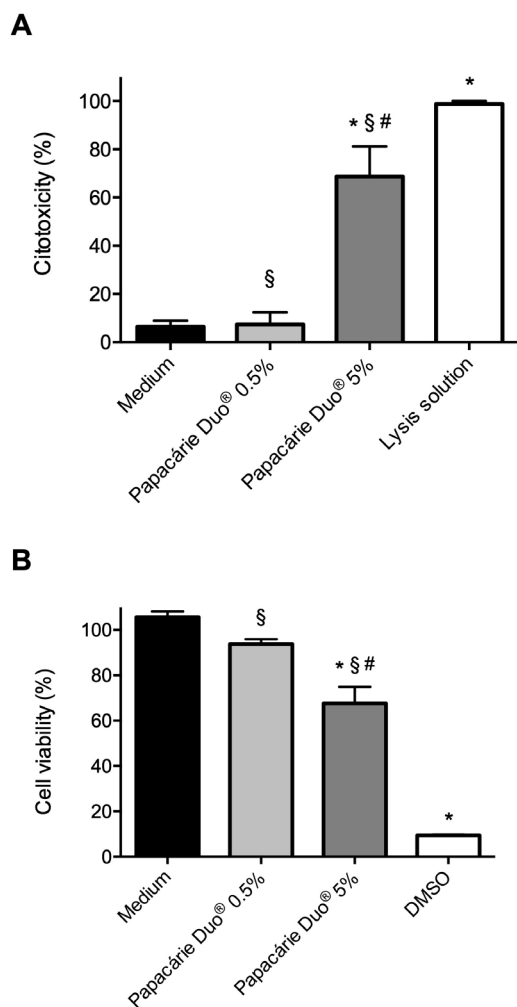 A
Citotoxicity (%)
100
80
60
40
20
0
*
* § #
§
Medium
Papacárie Duo® 0.5%
Papacárie Duo® 5%
Lysis solution
B
Cell viability (%)
100
80
60
40
20
0
§
* § #
*
Medium
Papacárie Duo® 0.5%
Papacárie Duo® 5%
DMSO